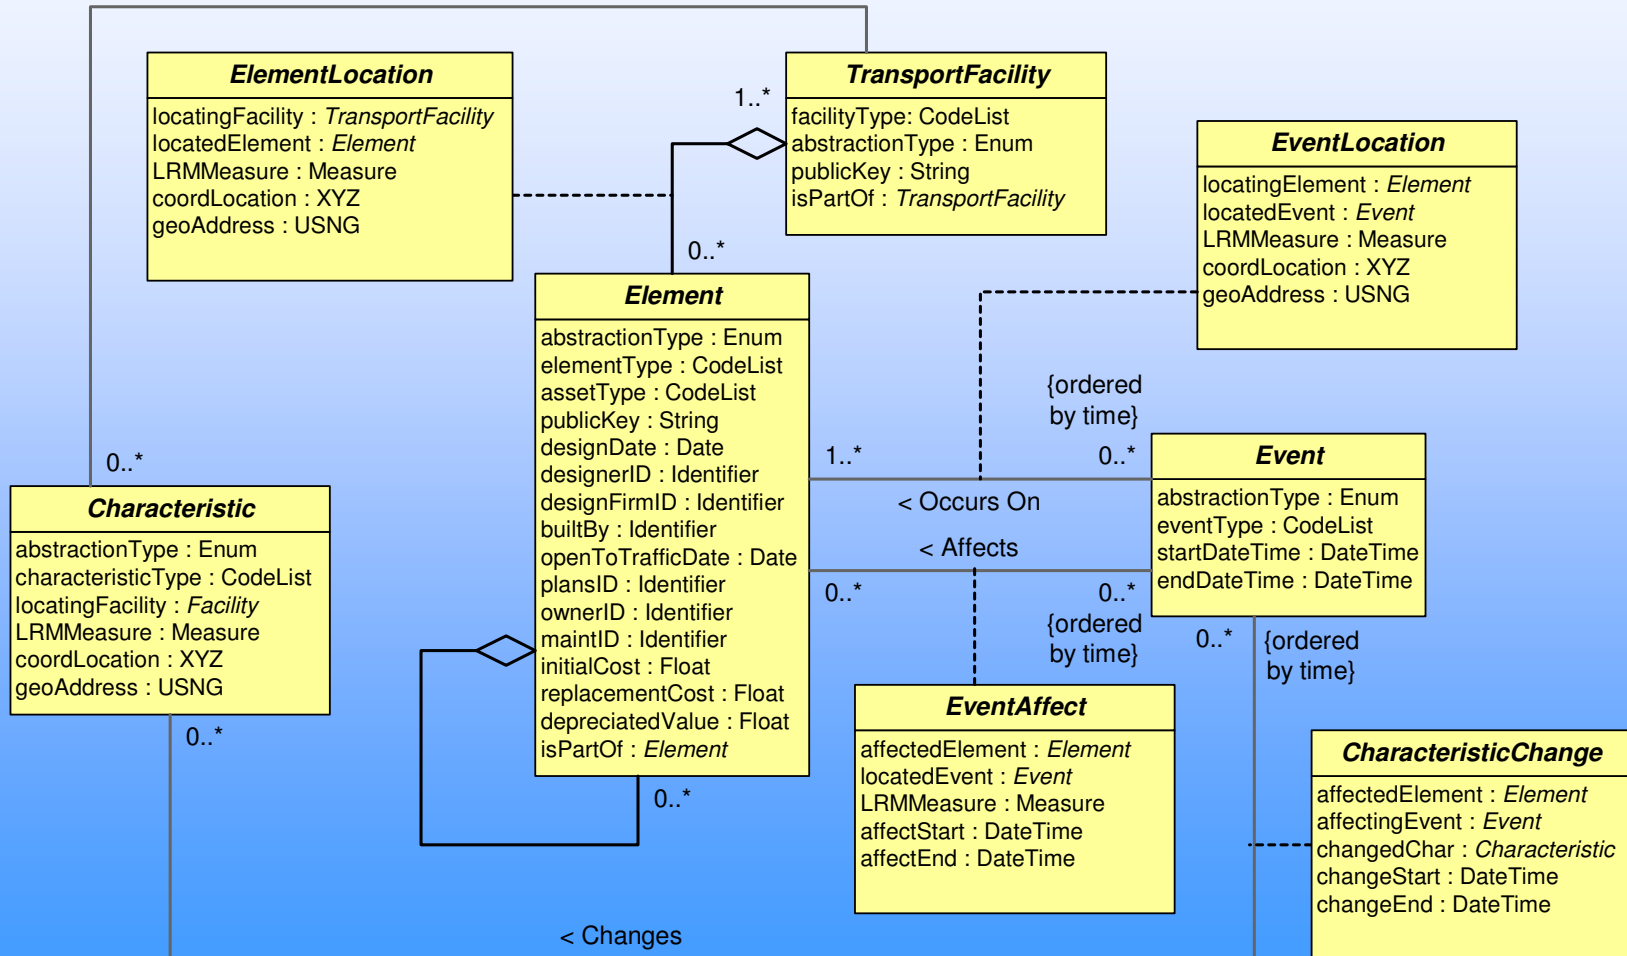 ElementLocation
locatingFacility : TransportFacility
locatedElement : Element
LRMMeasure : Measure
coordLocation : XYZ
geoAddress : USNG
TransportFacility
facilityType: CodeList
abstractionType : Enum
publicKey : String
isPartOf : TransportFacility
1..*
0..*
EventLocation
locatingElement : Element
locatedEvent : Event
LRMMeasure : Measure
coordLocation : XYZ
geoAddress : USNG
Element
abstractionType : Enum
elementType : CodeList
assetType : CodeList
publicKey : String
designDate : Date
designerID : Identifier
designFirmID : Identifier
builtBy : Identifier
openToTrafficDate : Date
plansID : Identifier
ownerID : Identifier
maintID : Identifier
initialCost : Float
replacementCost : Float
depreciatedValue : Float
isPartOf : Element
0..*
0..*
Characteristic
abstractionType : Enum
characteristicType : CodeList
locatingFacility : Facility
LRMMeasure : Measure
coordLocation : XYZ
geoAddress : USNG
0..*
{ordered
by time}
1..*
0..*
< Occurs On
< Affects
0..*
0..*
{ordered
by time}
Event
abstractionType : Enum
eventType : CodeList
startDateTime : DateTime
endDateTime : DateTime
0..*
{ordered
by time}
EventAffect
affectedElement : Element
locatedEvent : Event
LRMMeasure : Measure
affectStart : DateTime
affectEnd : DateTime
CharacteristicChange
affectedElement : Element
affectingEvent : Event
changedChar : Characteristic
changeStart : DateTime
changeEnd : DateTime
< Changes